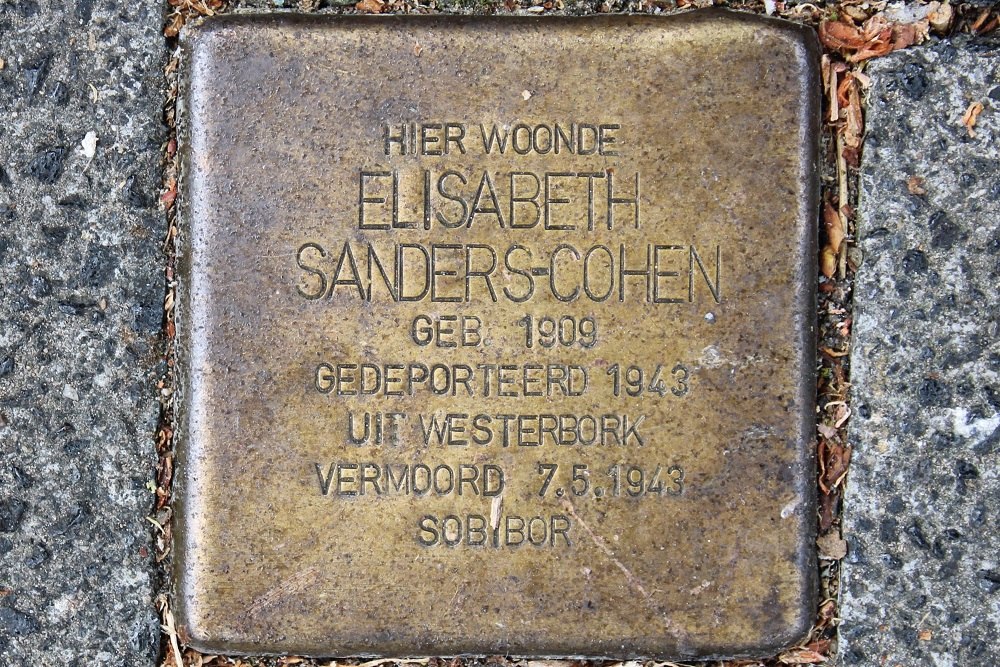 HIER WOONDE
ELISABETH
SANDERS-COHEN
GEB. 1909
GEDEPORTEERD 1943
UIT WESTERBORK
VERMOORD 7.5.1943
SOBIBOR